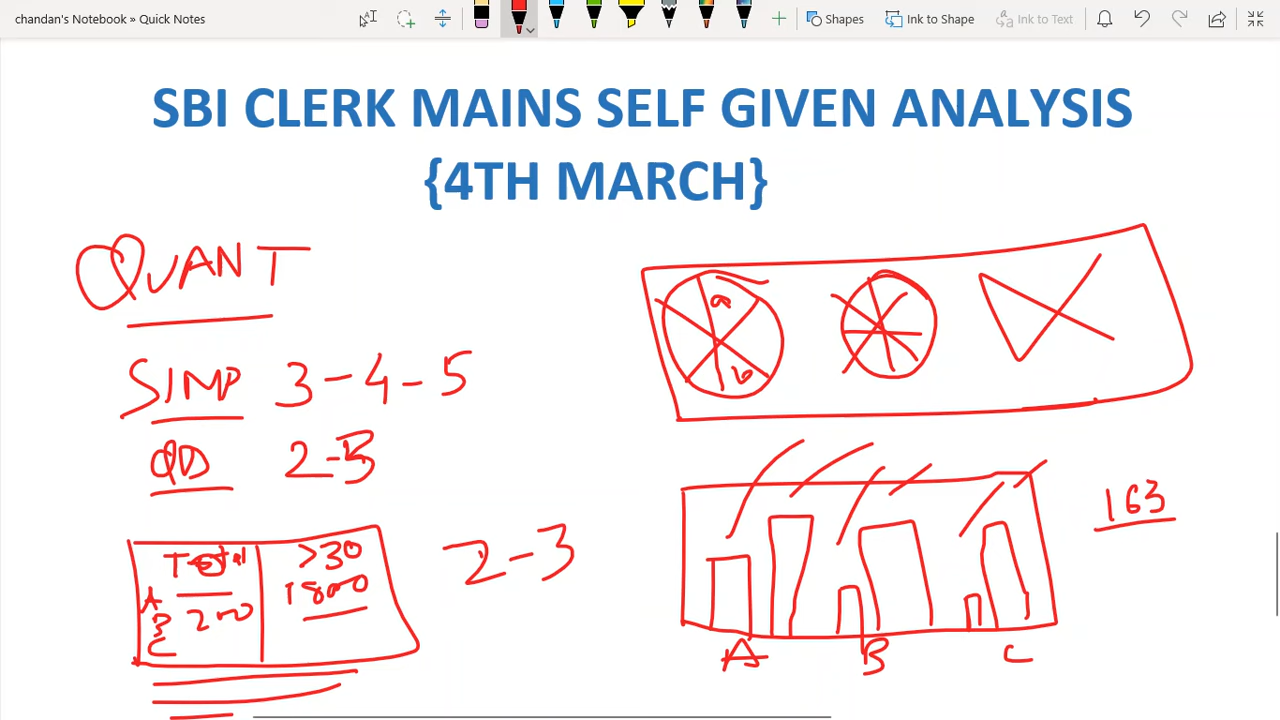 chandan's Notebook » Quick Notes
Shapes
Ink to Shape
Ink to Text
SBI CLERK MAINS SELF GIVEN ANALYSIS
{4TH MARCH}
QUANT
SIMP 3-4-5
QD 2-3
Total >30
1800
A
B 200
C
2-3
a
b
163
A B C